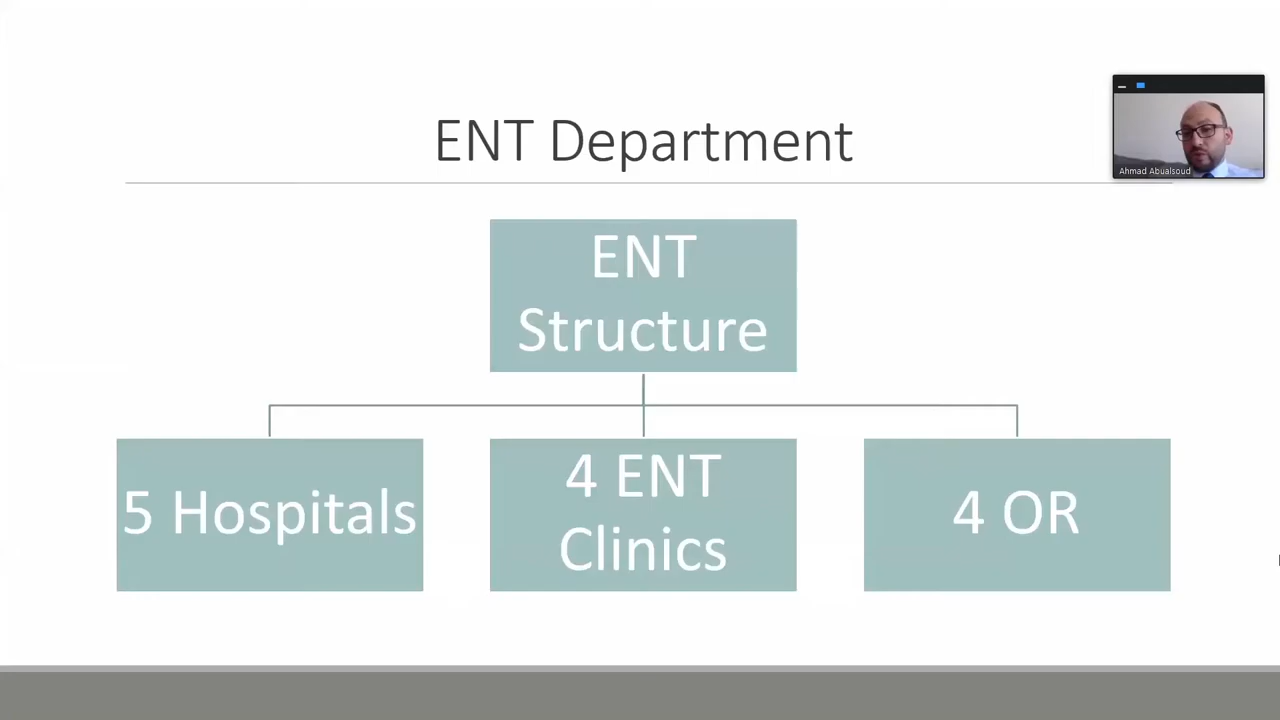 ENT Department
Ahmad Abualsoud
ENT
Structure
5 Hospitals
4 ENT
Clinics
4 OR